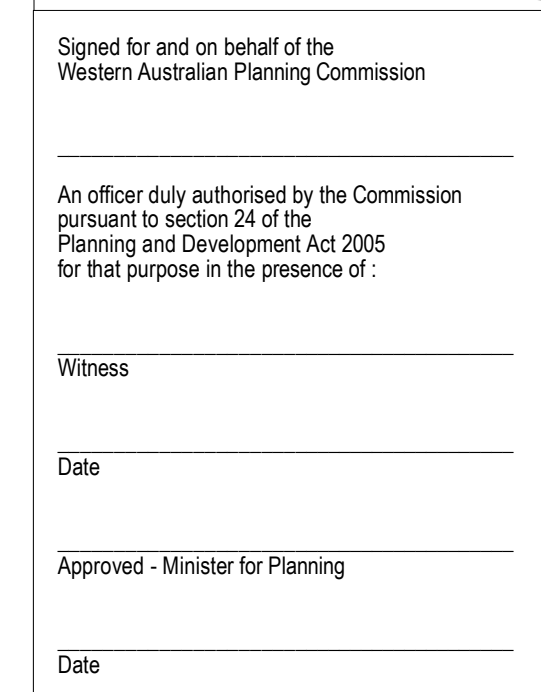 Signed for and on behalf of the
Western Australian Planning Commission
An officer duly authorised by the Commission
pursuant to section 24 of the
Planning and Development Act 2005
for that purpose in the presence of :
Witness
Date
Approved - Minister for Planning
Date